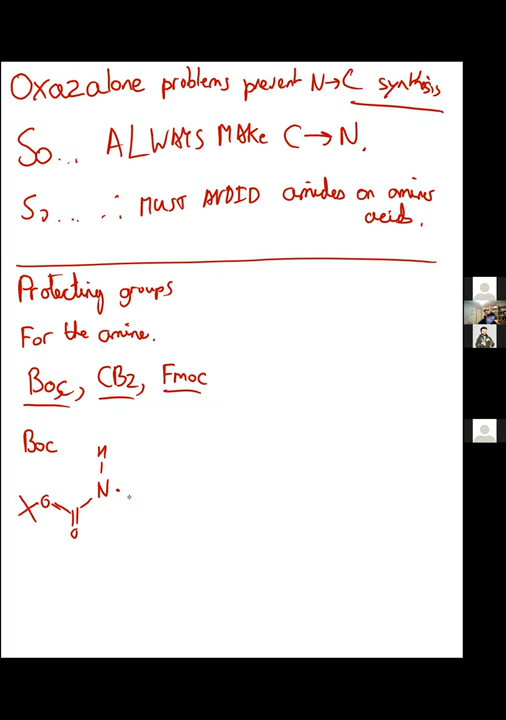 Oxazalone problems prevent N→C synthesis
So... ALWAYS MAKE C→N.
So... ∴ MUST AVOID amides on amino
acids.
Protecting groups
For the amine.
Boc, CBz, Fmoc
Boc
H
N
O
O